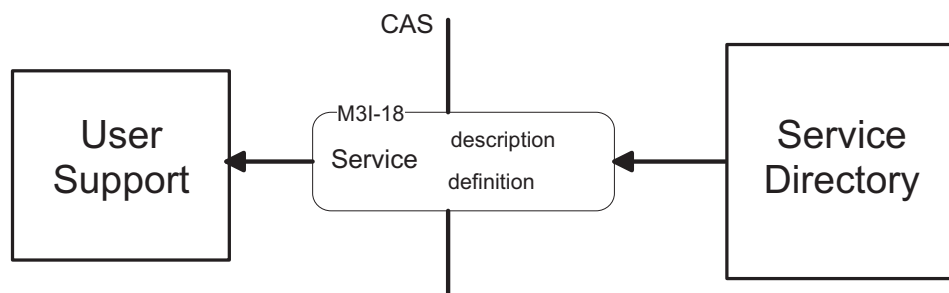 CAS
User
Support
M3I-18
Service
description
definition
Service
Directory